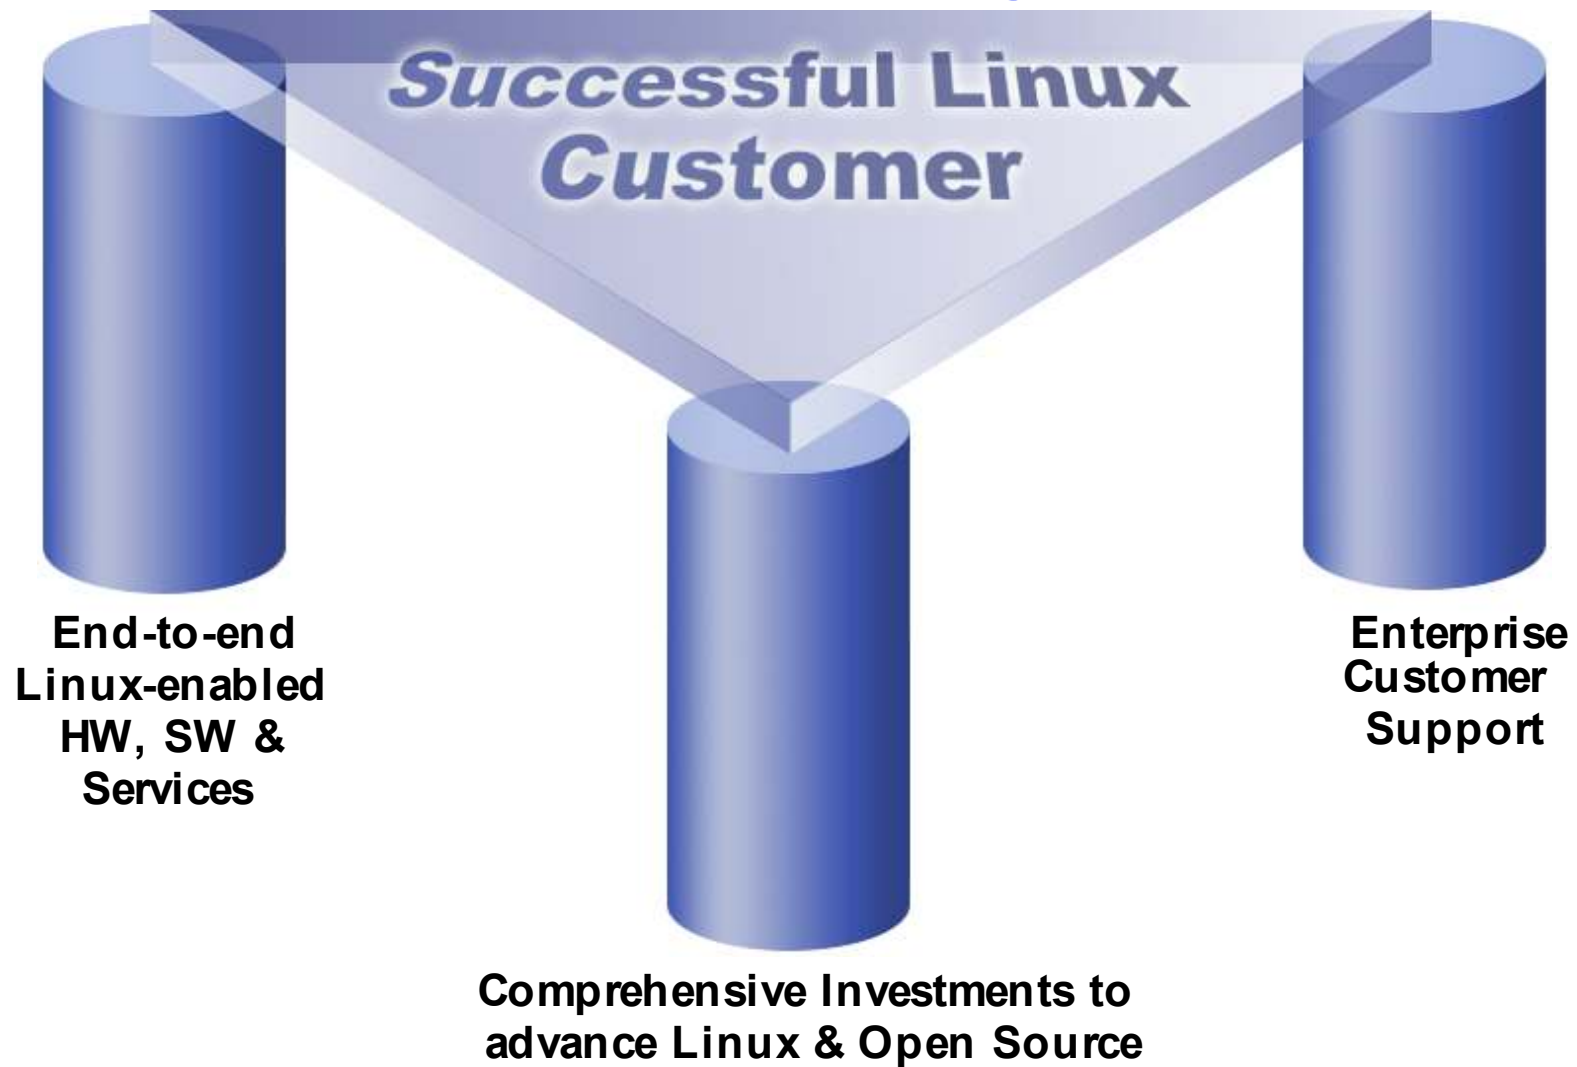 Successful Linux
Customer
End-to-end
Linux-enabled
HW, SW &
Services
Enterprise
Customer
Support
Comprehensive Investments to
advance Linux & Open Source